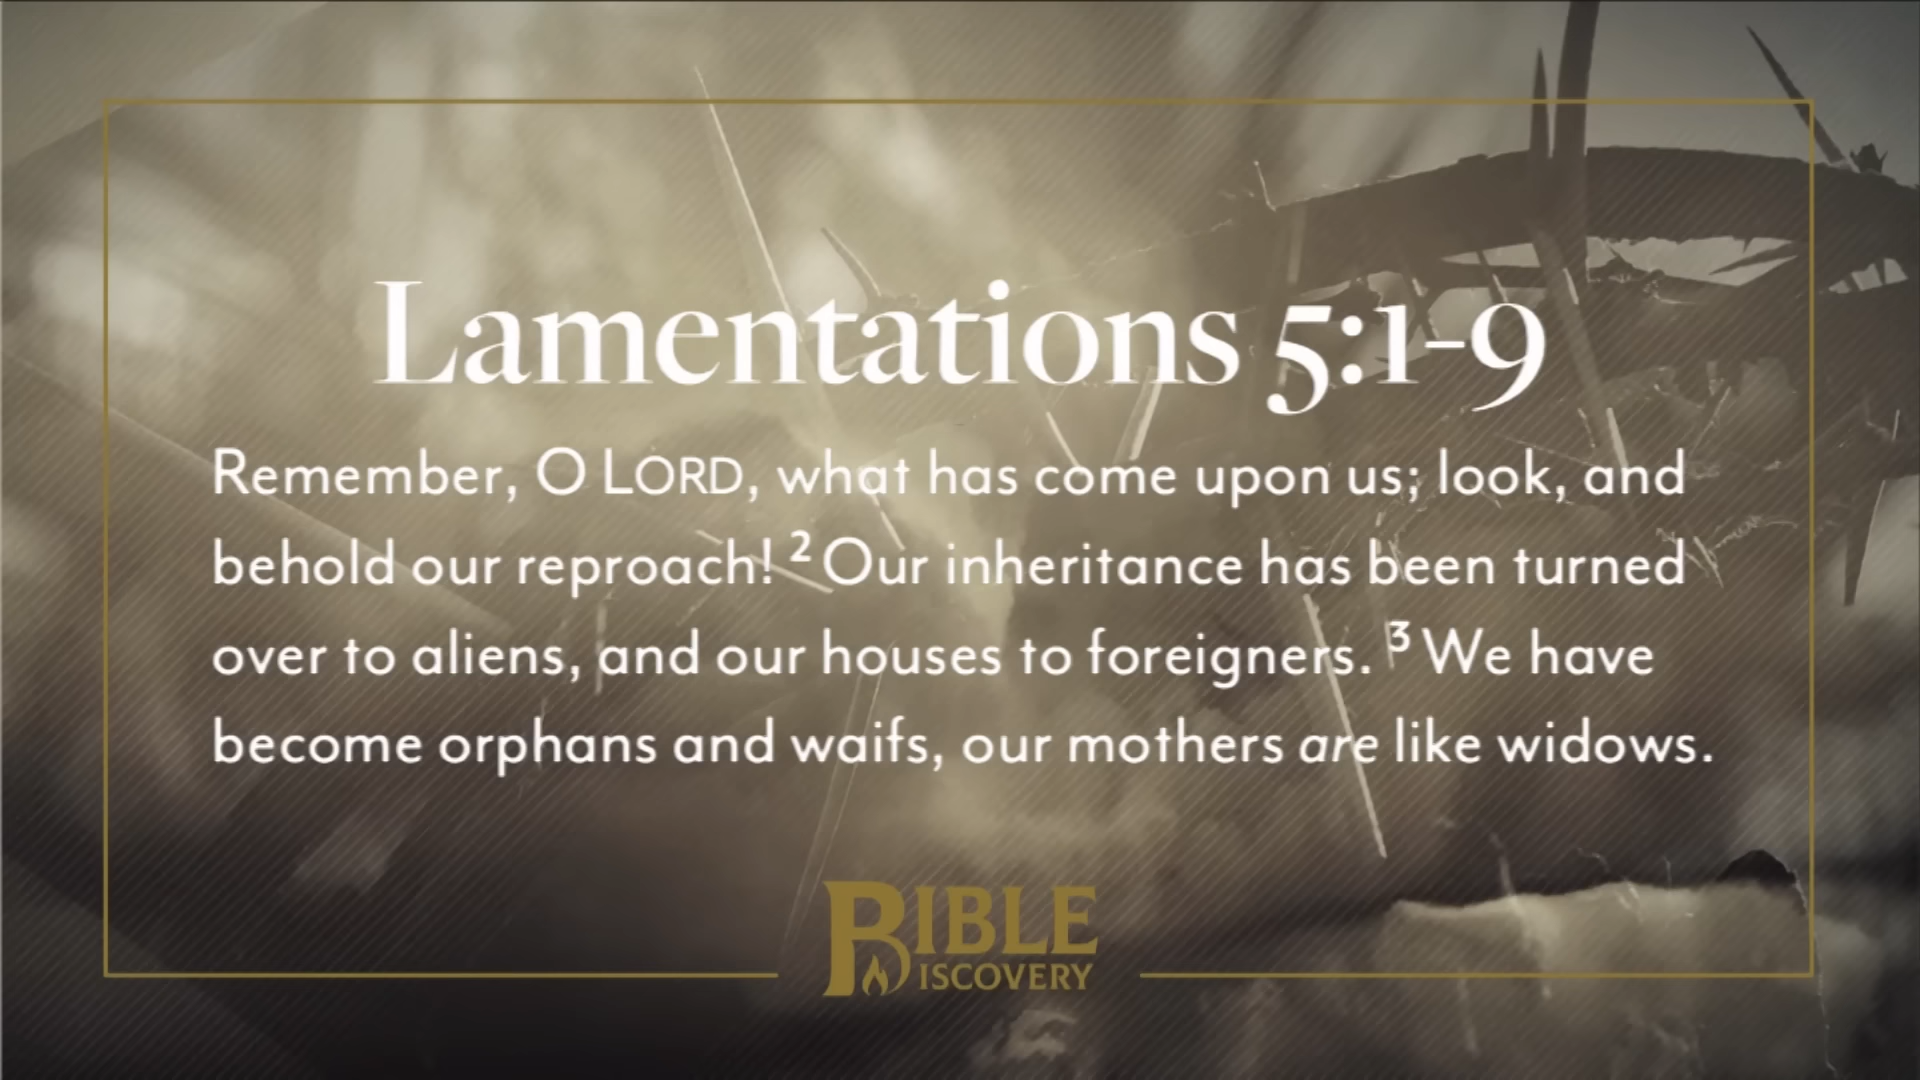 Lamentations 5:1-9
Remember, O LORD, what has come upon us; look, and
behold our reproach! ² Our inheritance has been turned
over to aliens, and our houses to foreigners. ³ We have
become orphans and waifs, our mothers are like widows.
BIBLE
DISCOVERY